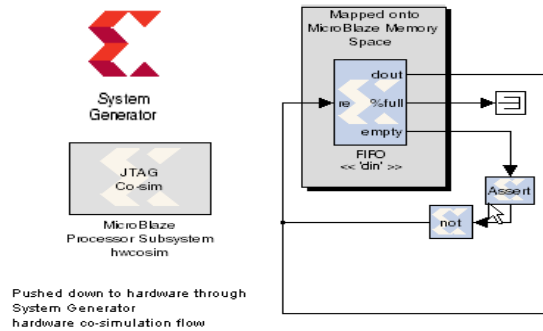 System
Generator
JTAG
Co-sim
MicroBlaze
Processor Subsystem
hwcosim
Pushed down to hardware through
System Generator
hardware co-simulation flow
Mapped onto
MicroBlaze Memory
Space
dout
re %full
empty
FIFO
<< 'din' >>
Assert
not